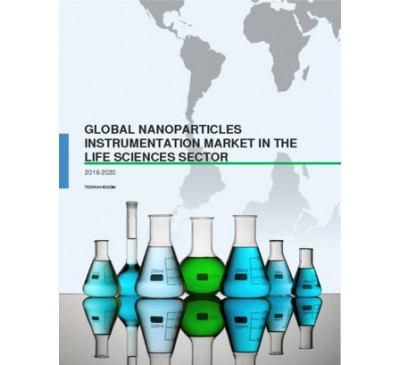 GLOBAL NANOPARTICLES
INSTRUMENTATION MARKET IN THE
LIFE SCIENCES SECTOR
2016-2020